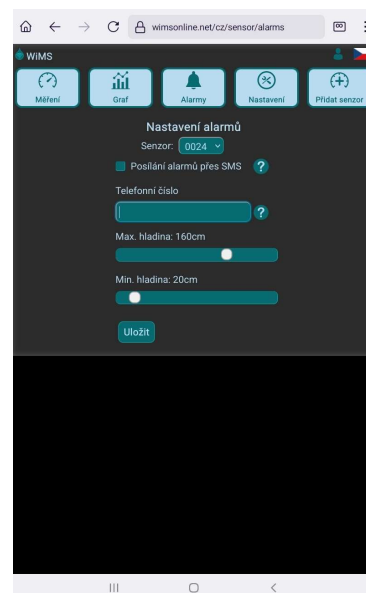 wimsonline.net/cz/sensor/alarms
WiMS
Měření Graf Alarmy Nastavení Přidat senzor
Nastavení alarmů
Senzor: 0024
Posílání alarmů přes SMS ?
Telefonní číslo
?
Max. hladina: 160cm
Min. hladina: 20cm
Uložit